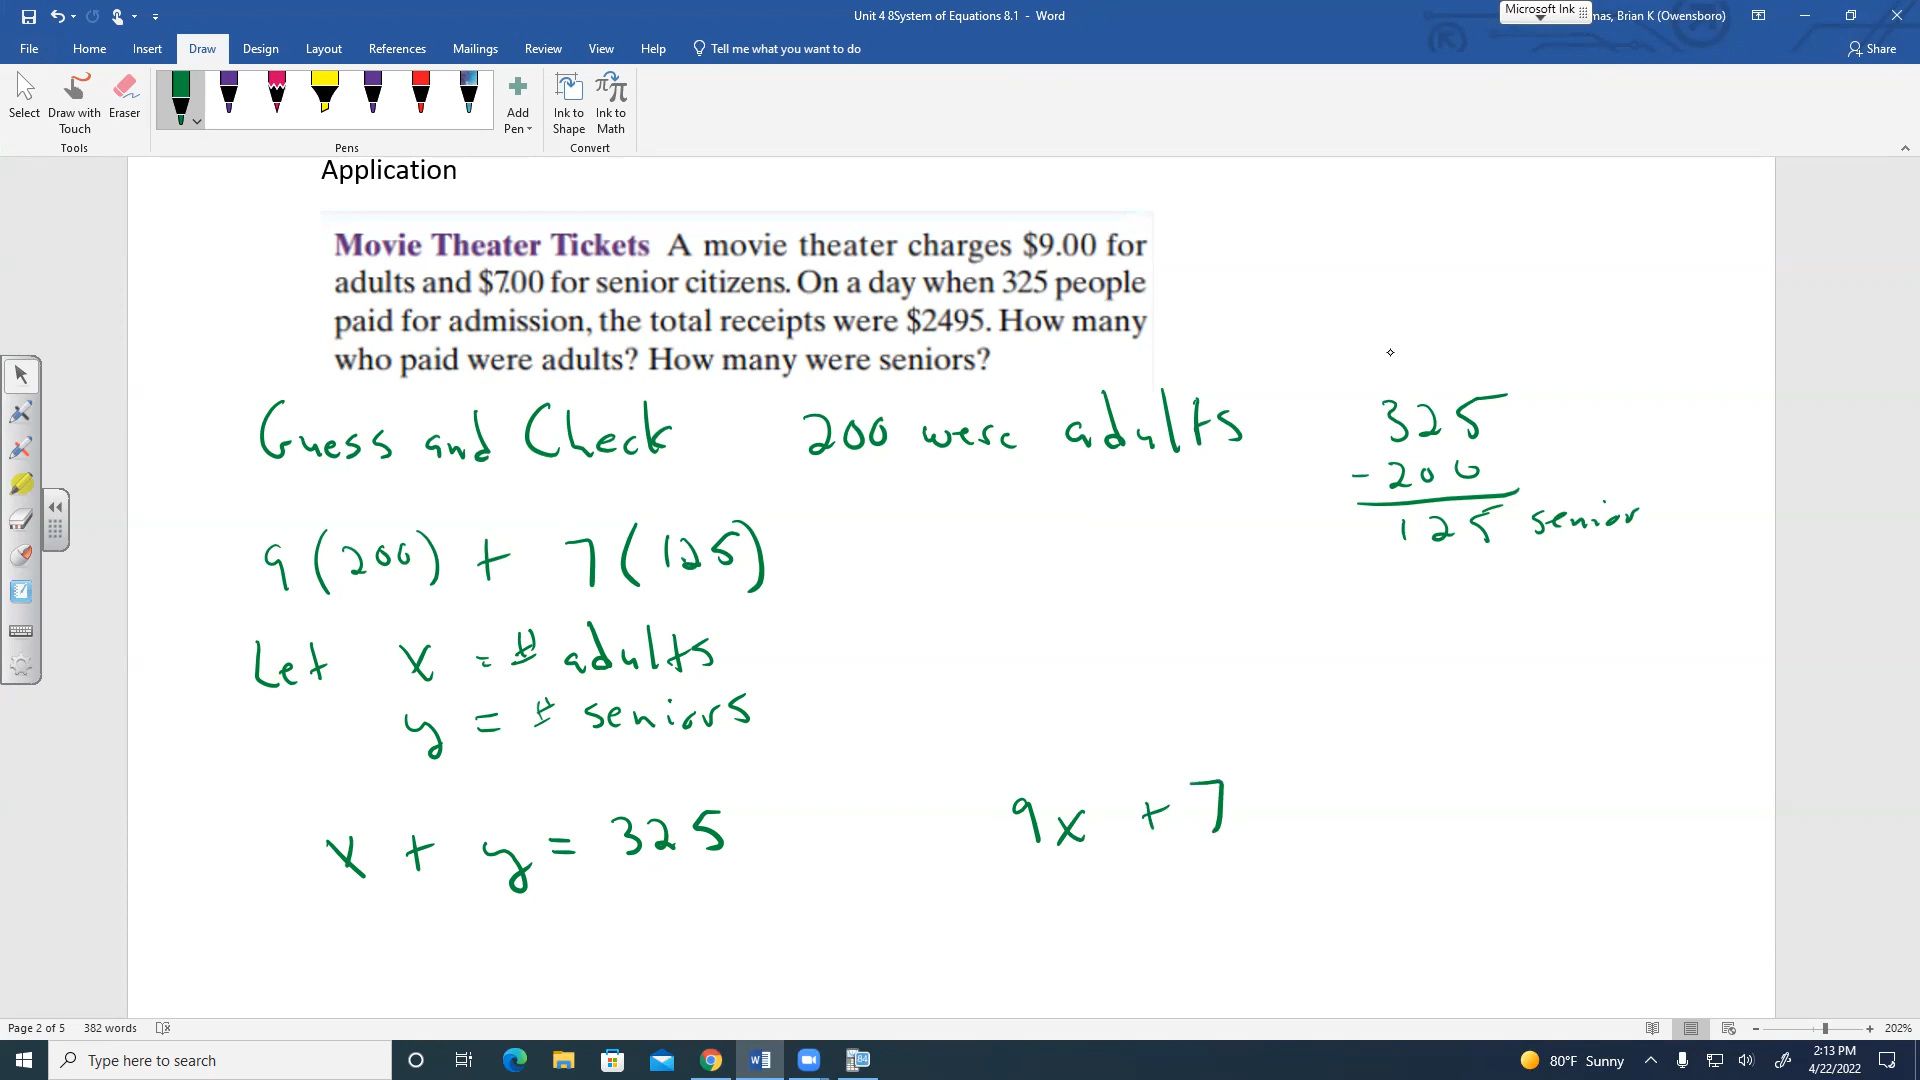 Unit 4 8System of Equations 8.1 - Word
Microsoft Ink
mas, Brian K (Owensboro)
File Home Insert Draw Design Layout References Mailings Review View Help Tell me what you want to do Share
Select Draw with Touch Eraser Add Pen Ink to Shape Ink to Math
Tools Pens Convert
Application
Movie Theater Tickets A movie theater charges $9.00 for
adults and $7.00 for senior citizens. On a day when 325 people
paid for admission, the total receipts were $2495. How many
who paid were adults? How many were seniors?
Guess and Check 200 were adults
325
- 200
125 senior
9(200) + 7(125)
Let x = # adults
y = # seniors
x + y = 325
9x + 7
Page 2 of 5 382 words 202%
Type here to search
84
80°F Sunny
2:13 PM
4/22/2022